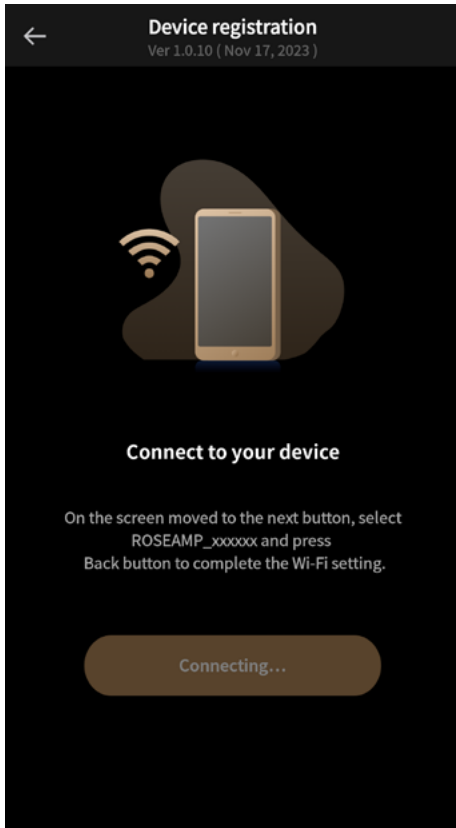 Device registration
Ver 1.0.10 ( Nov 17, 2023 )
Connect to your device
On the screen moved to the next button, select
ROSEAMP_xxxxxx and press
Back button to complete the Wi-Fi setting.
Connecting...